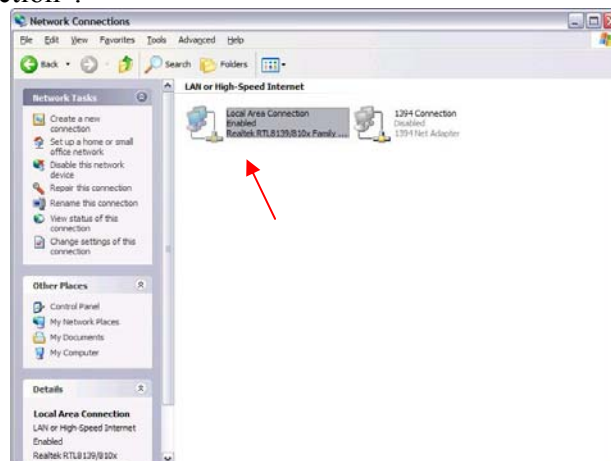 ction".
Network Connections
File Edit View Favorites Tools Advanced Help
Back Search Folders
Network Tasks
Create a new
connection
Set up a home or small
office network
Disable this network
device
Repair this connection
Rename this connection
View status of this
connection
Change settings of this
connection
Other Places
Control Panel
My Network Places
My Documents
My Computer
Details
Local Area Connection
LAN or High-Speed Internet
Enabled
Realtek RTL8139/810x
LAN or High-Speed Internet
Local Area Connection
Enabled
Realtek RTL8139/810x Family ...
1394 Connection
Disabled
1394 Net Adapter